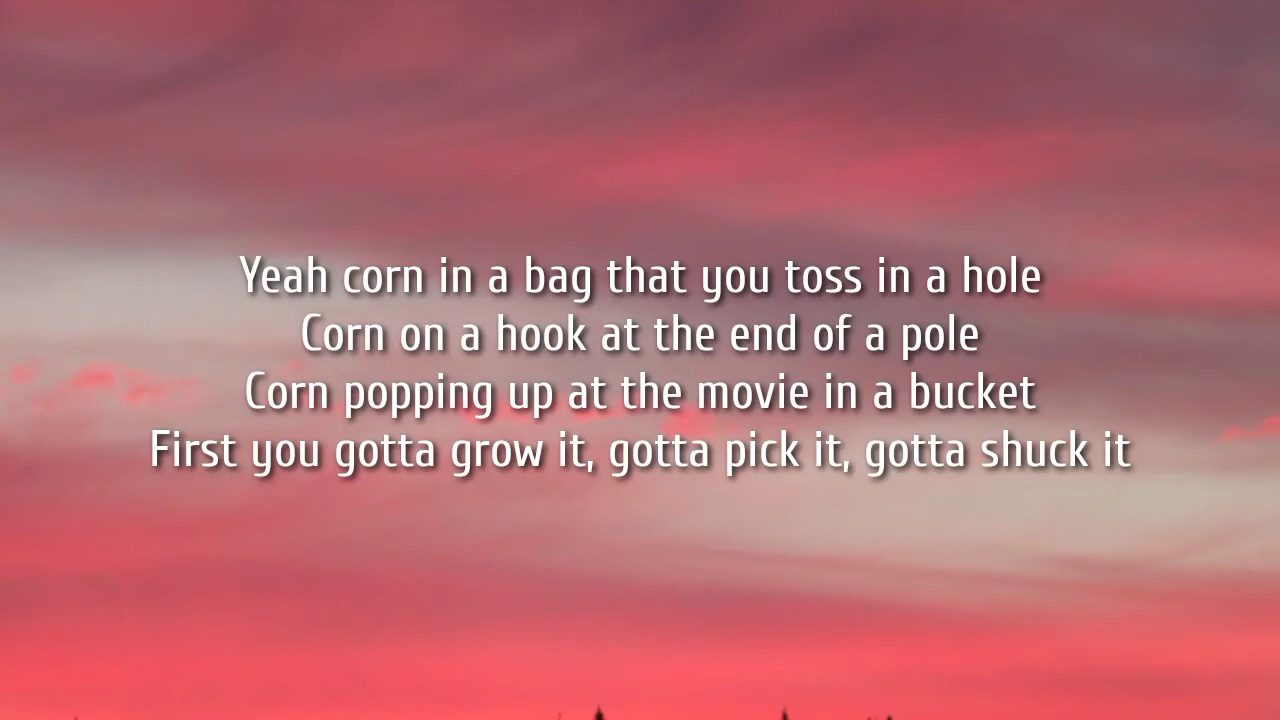 Yeah corn in a bag that you toss in a hole
Corn on a hook at the end of a pole
Corn popping up at the movie in a bucket
First you gotta grow it, gotta pick it, gotta shuck it